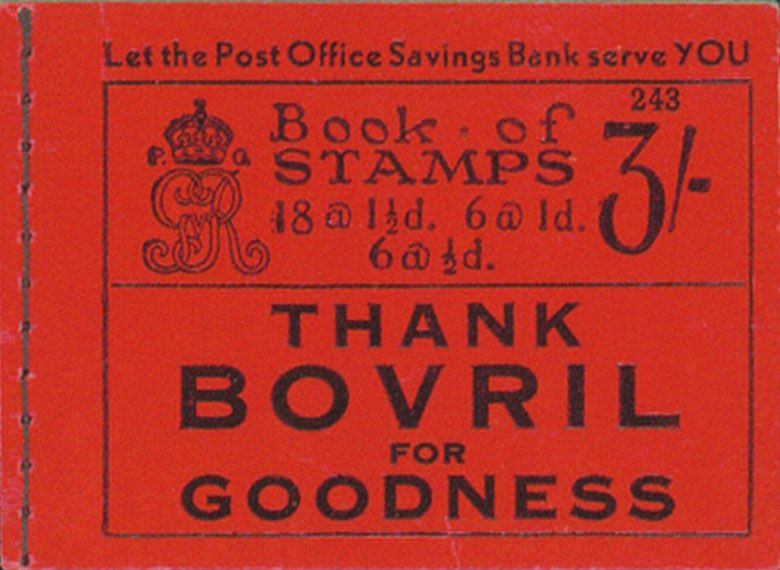 Let the Post Office Savings Bank serve YOU
243
P. O.
GR
Book of
STAMPS
18 @ 1½d. 6 @ 1d.
6 @ ½d.
3/-
THANK
BOVRIL
FOR
GOODNESS